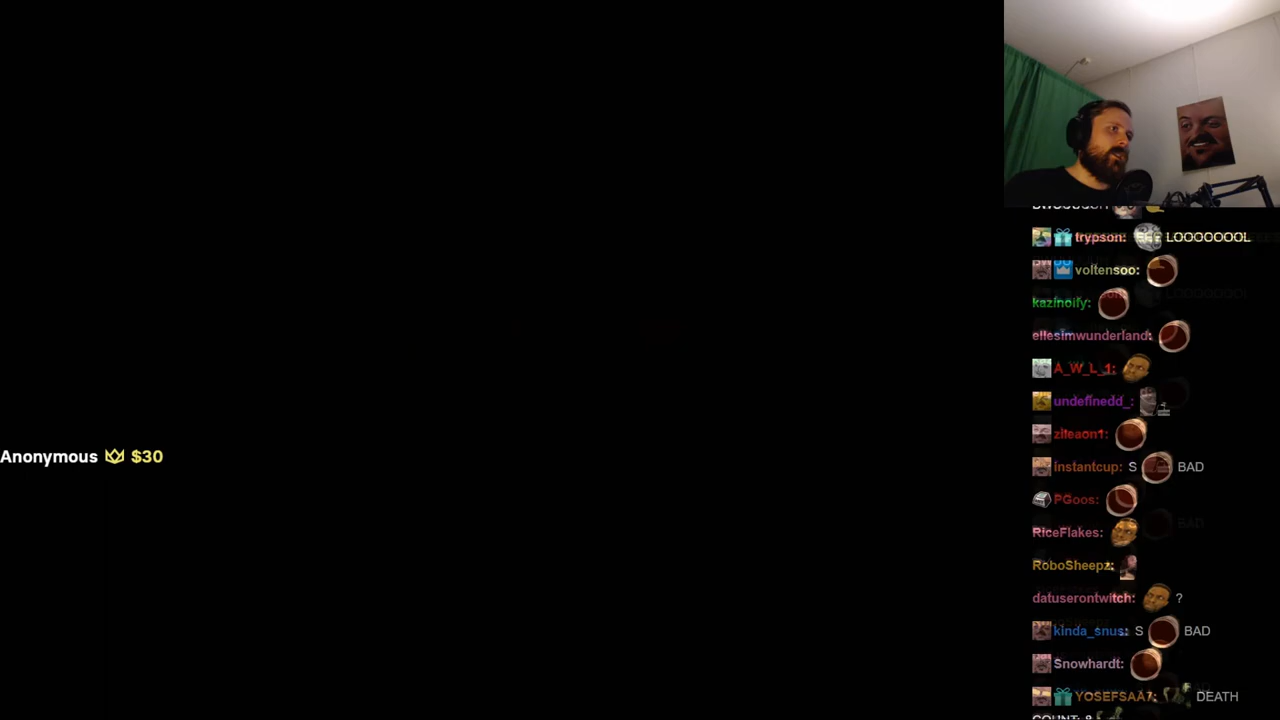 trypson: LOOOOOOOL
voltensoo:
kazinoify:
ellesimwunderland:
A_W_L_1:
undefinedd_:
zileaon1:
instantcup: S BAD
Anonymous $30
PGoos:
RiceFlakes:
RoboSheepz:
datuserontwitch: ?
kinda_snus: S BAD
Snowhardt:
YOSEFSAA7: DEATH